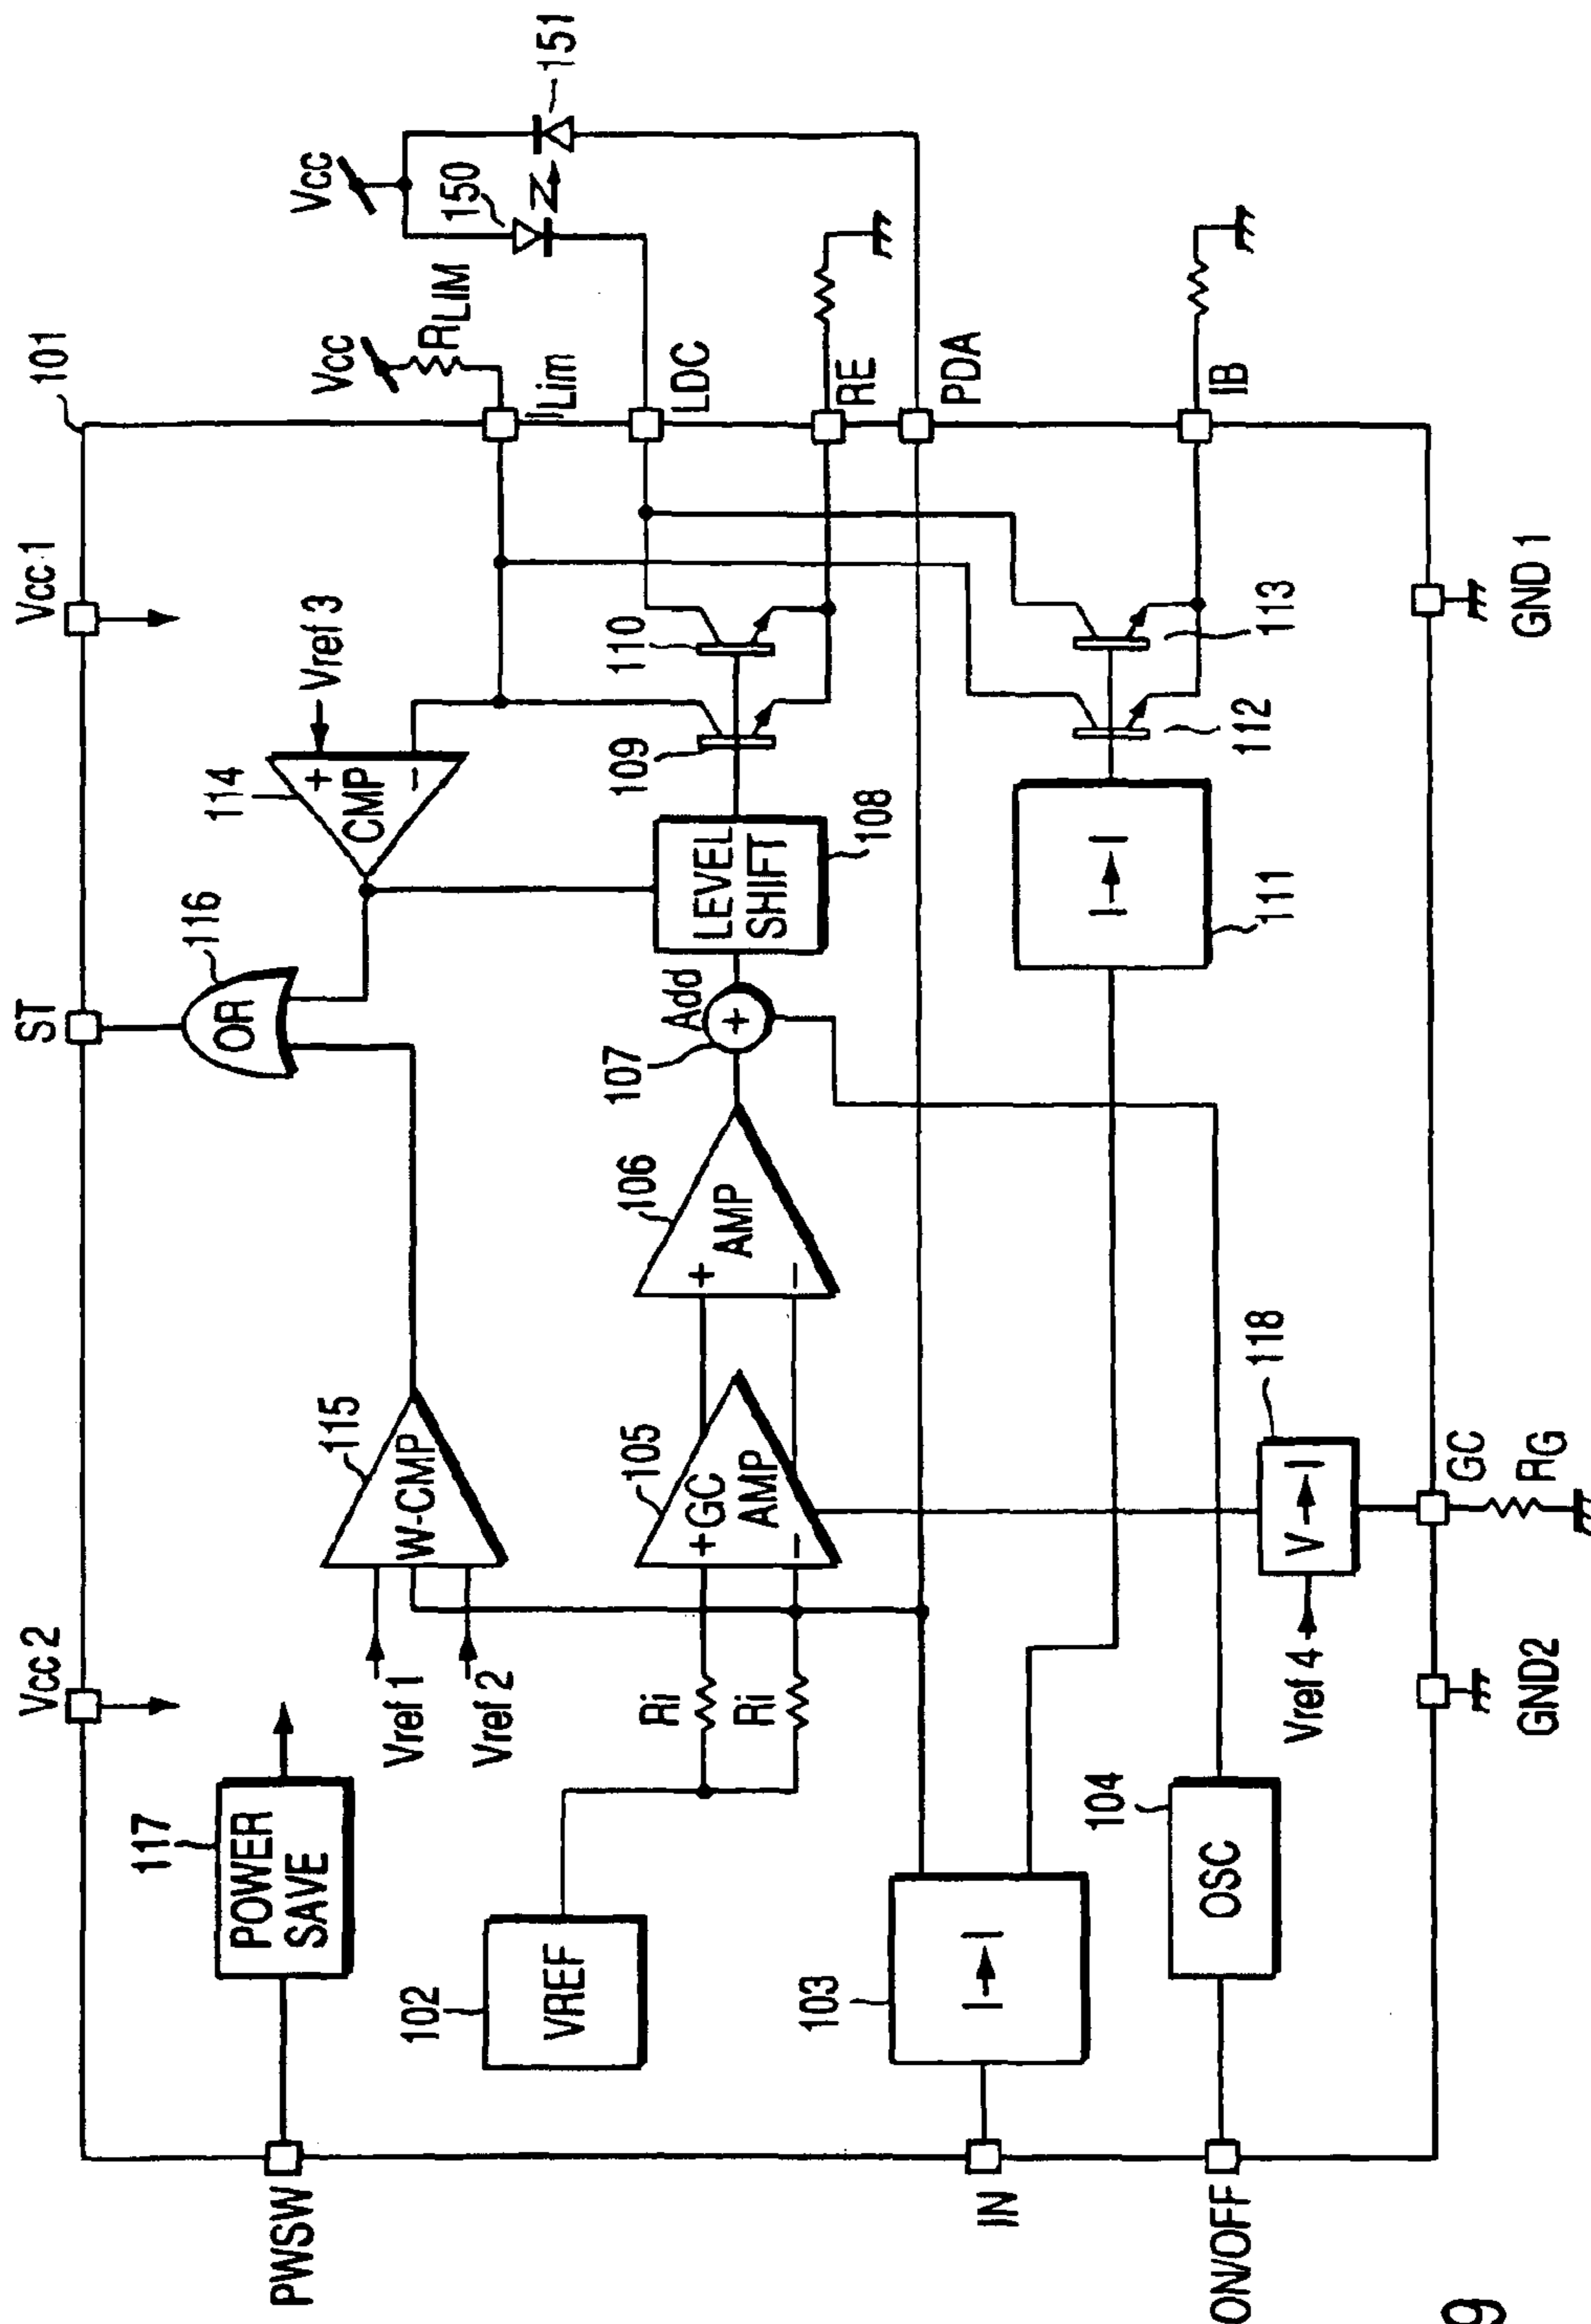 Vcc 2
ST
Vcc 1
101
PWSW
117
POWER
SAVE
Vref 1
Vref 2
115
W-CMP
116
OR
114
+
CMP
−
Vref 3
Vcc
RLIM
ILim
Vcc
150
151
102
VREF
Ri
Ri
105
+
GC
AMP
−
106
+
AMP
−
107
Add
+
LEVEL
SHIFT
108
109
110
LDC
RE
PDA
IN
103
I→I
111
I→I
112
113
IB
ON/OFF
104
OSC
118
V→I
Vref 4
GND2
GC
RG
GND 1
9